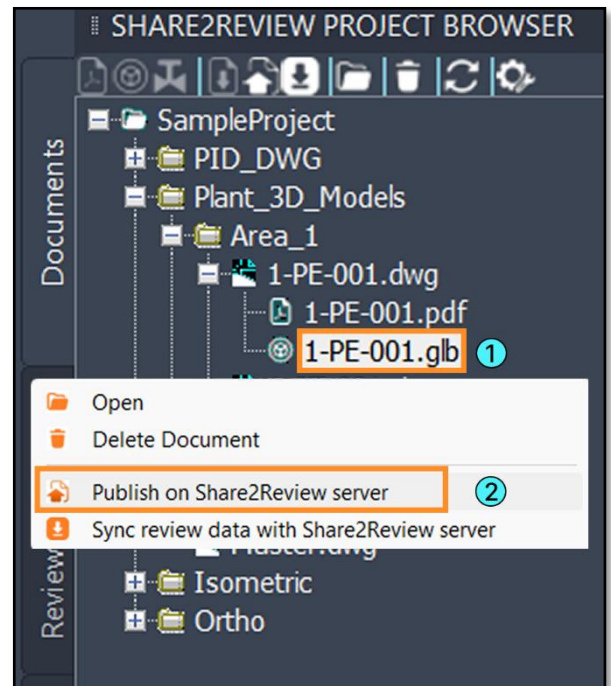 SHARE2REVIEW PROJECT BROWSER
Documents
SampleProject
PID_DWG
Plant_3D_Models
Area_1
1-PE-001.dwg
1-PE-001.pdf
1-PE-001.glb 1
Open
Delete Document
Publish on Share2Review server 2
Sync review data with Share2Review server
Master.dwg
Review
Isometric
Ortho